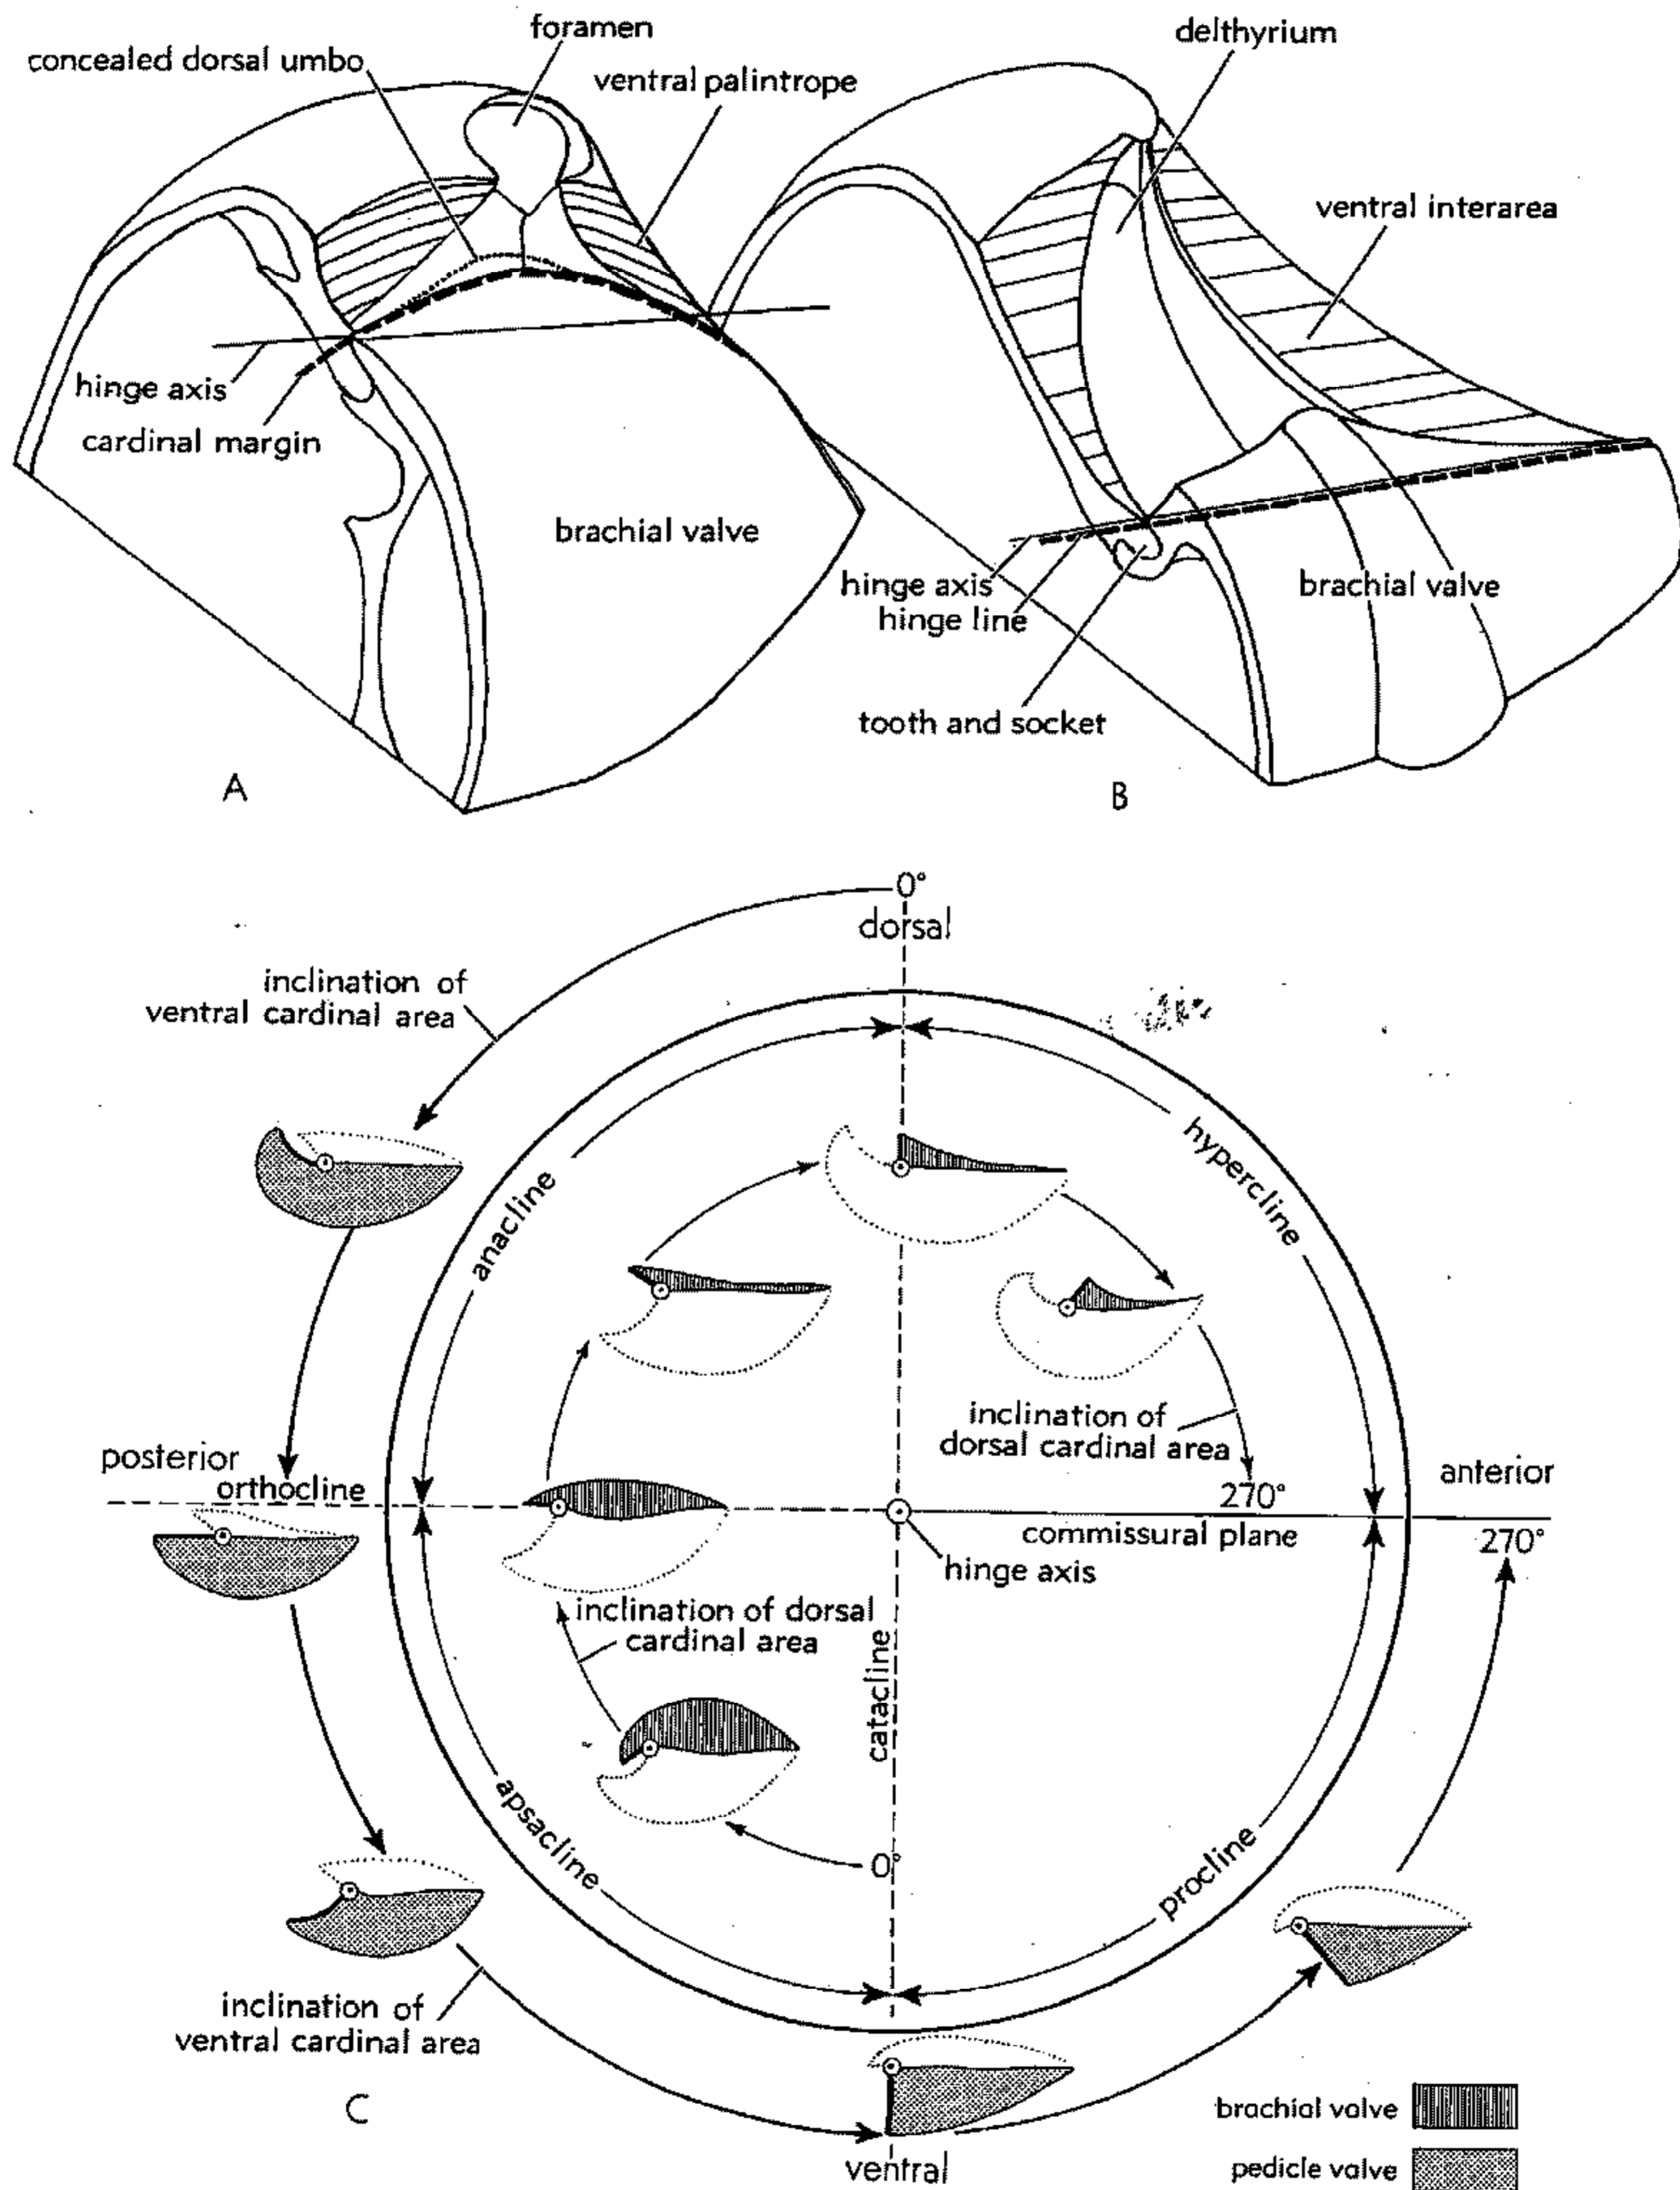 foramen
concealed dorsal umbo
ventral palintrope
delthyrium
ventral interarea
hinge axis
cardinal margin
brachial valve
hinge axis
hinge line
brachial valve
tooth and socket
A
B
0°
dorsal
inclination of
ventral cardinal area
anacline
hypercline
inclination of
dorsal cardinal area
posterior
orthocline
270°
anterior
commissural plane
270°
hinge axis
inclination of dorsal
cardinal area
catacline
apsacline
0°
procline
inclination of
ventral cardinal area
C
ventral
brachial valve
pedicle valve